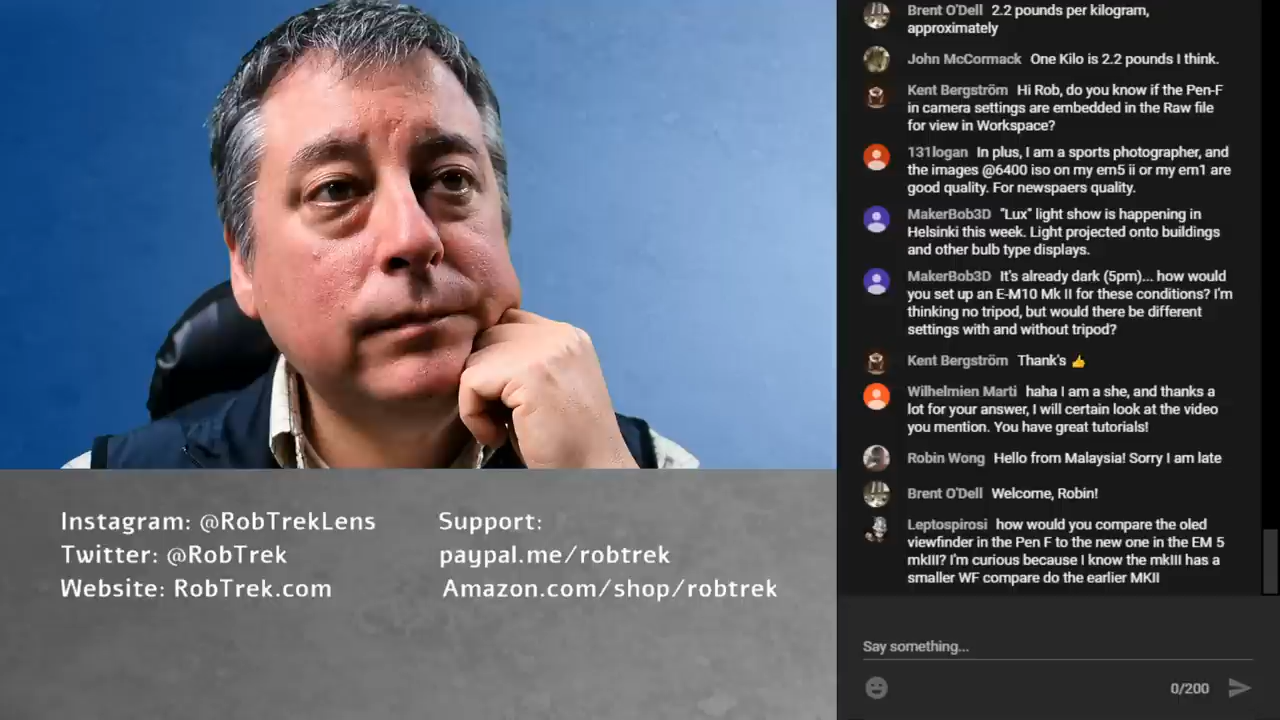 Instagram: @RobTrekLens
Twitter: @RobTrek
Website: RobTrek.com
Support:
paypal.me/robtrek
Amazon.com/shop/robtrek
Brent O'Dell 2.2 pounds per kilogram,
approximately
John McCormack One Kilo is 2.2 pounds I think.
Kent Bergström Hi Rob, do you know if the Pen-F
in camera settings are embedded in the Raw file
for view in Workspace?
131logan In plus, I am a sports photographer, and
the images @6400 iso on my em5 ii or my em1 are
good quality. For newspaers quality.
MakerBob3D "Lux" light show is happening in
Helsinki this week. Light projected onto buildings
and other bulb type displays.
MakerBob3D It's already dark (5pm)... how would
you set up an E-M10 Mk II for these conditions? I'm
thinking no tripod, but would there be different
settings with and without tripod?
Kent Bergström Thank's 👍
Wilhelmien Marti haha I am a she, and thanks a
lot for your answer, I will certain look at the video
you mention. You have great tutorials!
Robin Wong Hello from Malaysia! Sorry I am late
Brent O'Dell Welcome, Robin!
Leptospirosi how would you compare the oled
viewfinder in the Pen F to the new one in the EM 5
mkIII? I'm curious because I know the mkIII has a
smaller WF compare do the earlier MKII
Say something...
0/200